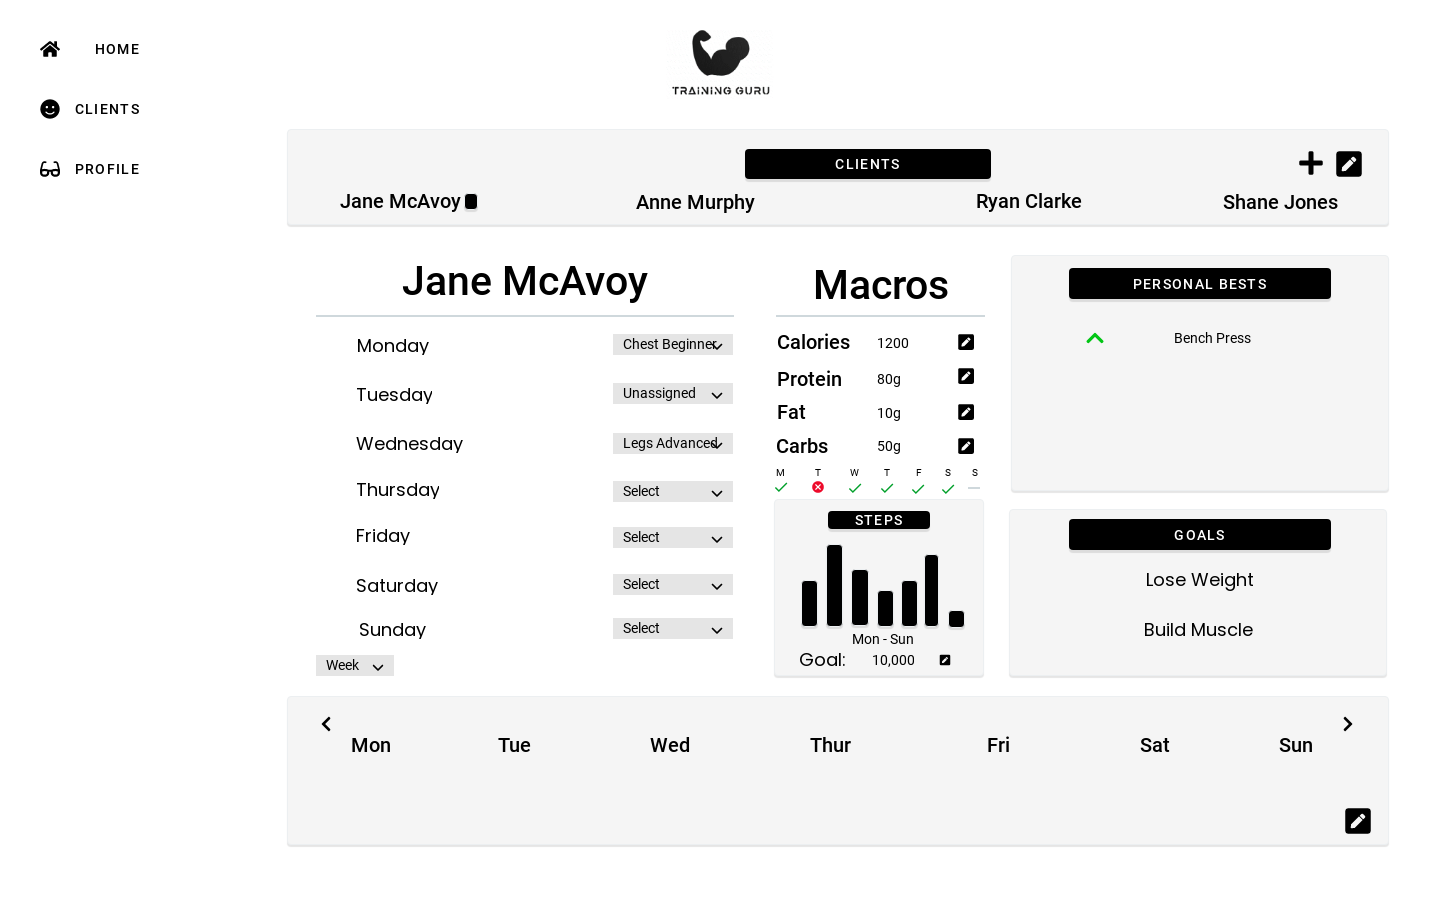 HOME
CLIENTS
PROFILE
TRAINING GURU
CLIENTS
Jane McAvoy
Anne Murphy
Ryan Clarke
Shane Jones
Jane McAvoy
Monday
Chest Beginner
Tuesday
Unassigned
Wednesday
Legs Advanced
Thursday
Select
Friday
Select
Saturday
Select
Sunday
Select
Week
Macros
Calories 1200
Protein 80g
Fat 10g
Carbs 50g
M T W T F S S
STEPS
Mon - Sun
Goal: 10,000
PERSONAL BESTS
Bench Press
GOALS
Lose Weight
Build Muscle
Mon Tue Wed Thur Fri Sat Sun